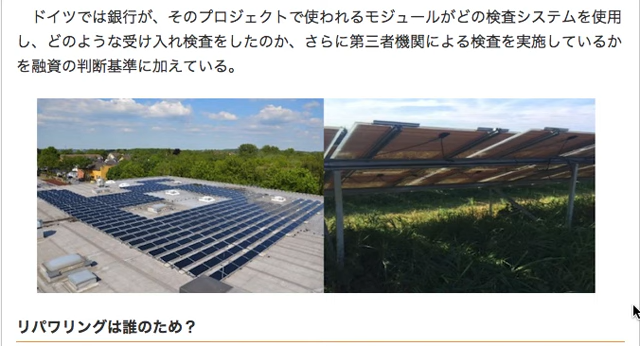 ドイツでは銀行が、そのプロジェクトで使われるモジュールがどの検査システムを使用
し、どのような受け入れ検査をしたのか、さらに第三者機関による検査を実施しているか
を融資の判断基準に加えている。
リパワリングは誰のため？